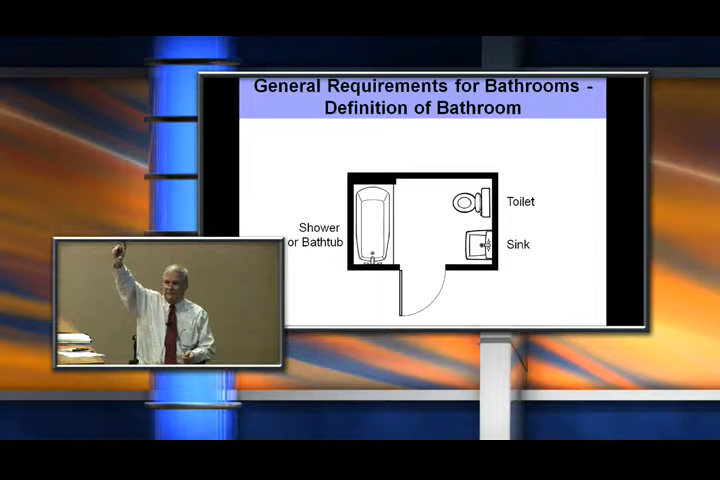 General Requirements for Bathrooms -
Definition of Bathroom
Toilet
Shower
or Bathtub
Sink